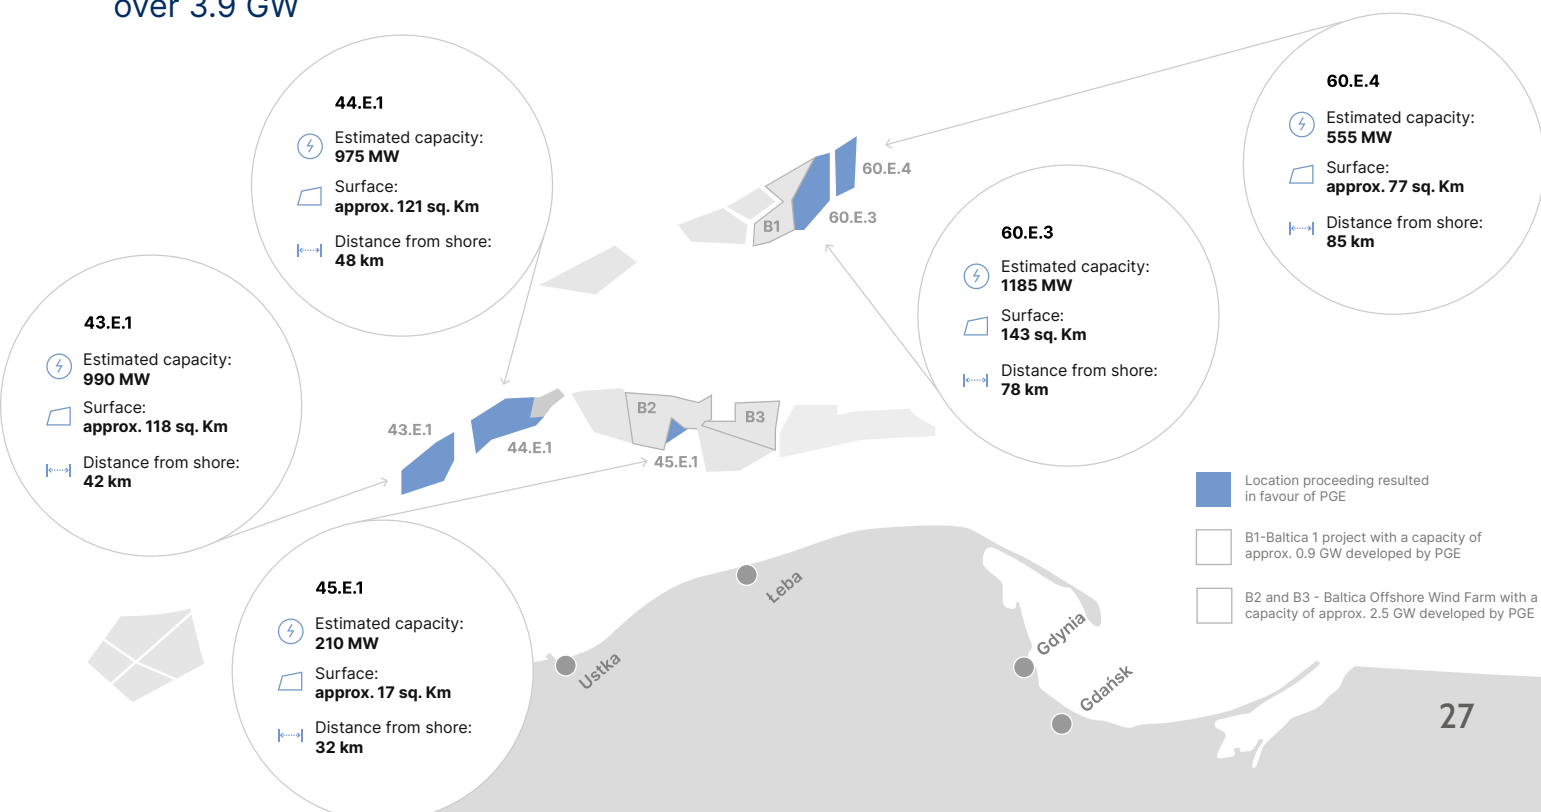 over 3.9 GW
44.E.1
Estimated capacity:
975 MW
Surface:
approx. 121 sq. Km
Distance from shore:
48 km
60.E.4
Estimated capacity:
555 MW
Surface:
approx. 77 sq. Km
Distance from shore:
85 km
60.E.3
Estimated capacity:
1185 MW
Surface:
143 sq. Km
Distance from shore:
78 km
43.E.1
Estimated capacity:
990 MW
Surface:
approx. 118 sq. Km
Distance from shore:
42 km
45.E.1
Estimated capacity:
210 MW
Surface:
approx. 17 sq. Km
Distance from shore:
32 km
60.E.4
60.E.3
B1
43.E.1
44.E.1
B2
B3
45.E.1
Łeba
Ustka
Gdynia
Gdańsk
Location proceeding resulted
in favour of PGE
B1-Baltica 1 project with a capacity of
approx. 0.9 GW developed by PGE
B2 and B3 - Baltica Offshore Wind Farm with a
capacity of approx. 2.5 GW developed by PGE
27